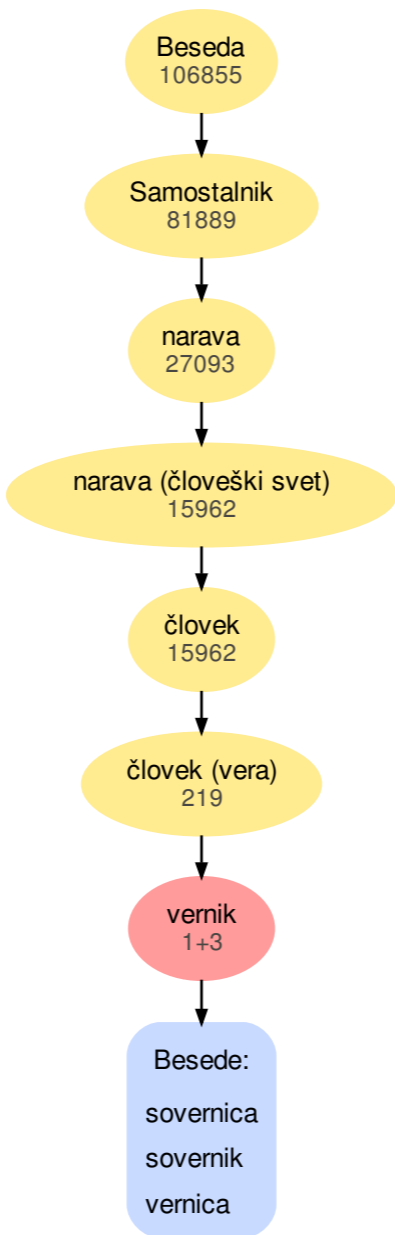 Beseda
106855
Samostalnik
81889
narava
27093
narava (človeški svet)
15962
človek
15962
človek (vera)
219
vernik
1+3
Besede:
sovernica
sovernik
vernica